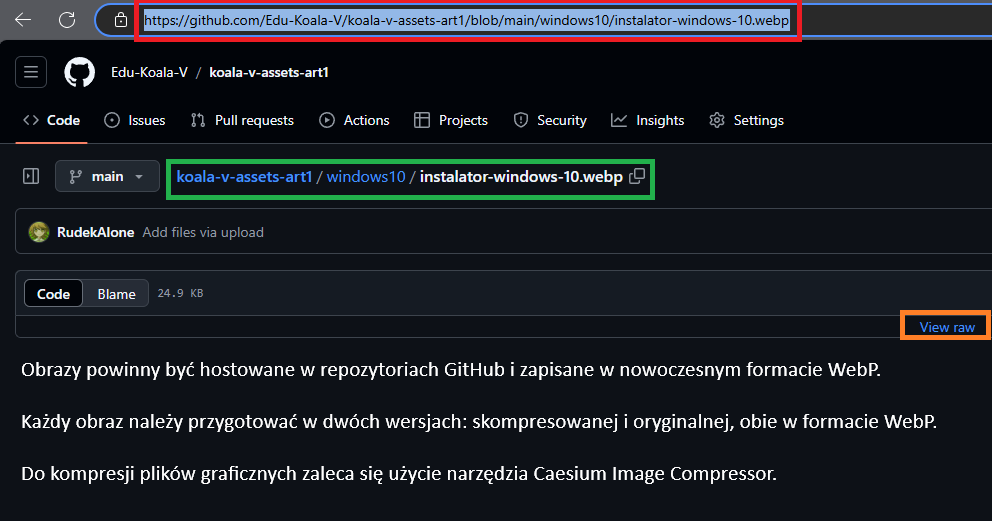 https://github.com/Edu-Koala-V/koala-v-assets-art1/blob/main/windows10/instalator-windows-10.webp
Edu-Koala-V / koala-v-assets-art1
Code Issues Pull requests Actions Projects Security Insights Settings
main koala-v-assets-art1 / windows10 / instalator-windows-10.webp
RudekAlone Add files via upload
Code Blame 24.9 KB
View raw
Obrazy powinny być hostowane w repozytoriach GitHub i zapisane w nowoczesnym formacie WebP.
Każdy obraz należy przygotować w dwóch wersjach: skompresowanej i oryginalnej, obie w formacie WebP.
Do kompresji plików graficznych zaleca się użycie narzędzia Caesium Image Compressor.